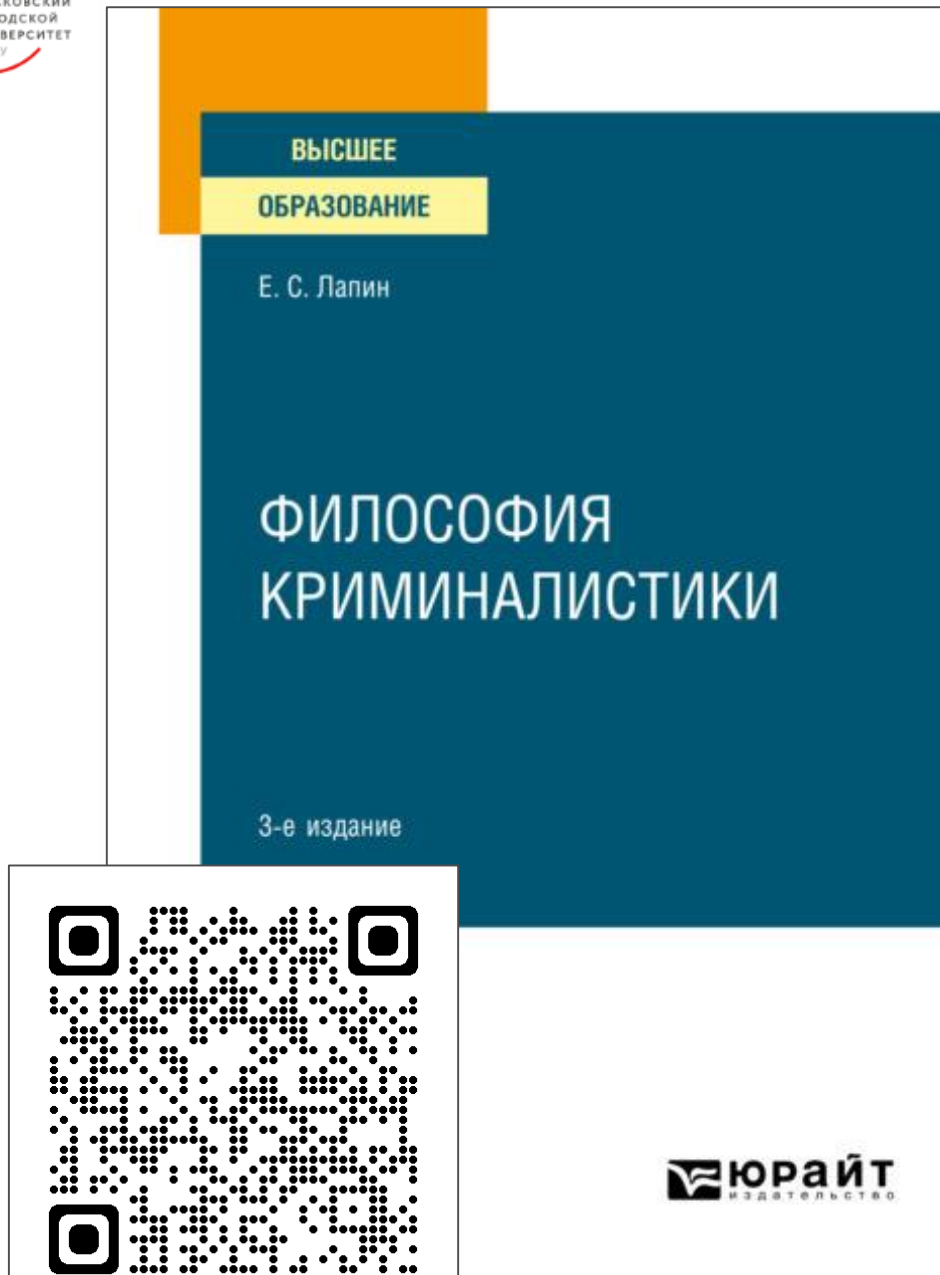 ВЫСШЕЕ
ОБРАЗОВАНИЕ
Е. С. Лапин
ФИЛОСОФИЯ
КРИМИНАЛИСТИКИ
3-е издание
юрайт
издательство